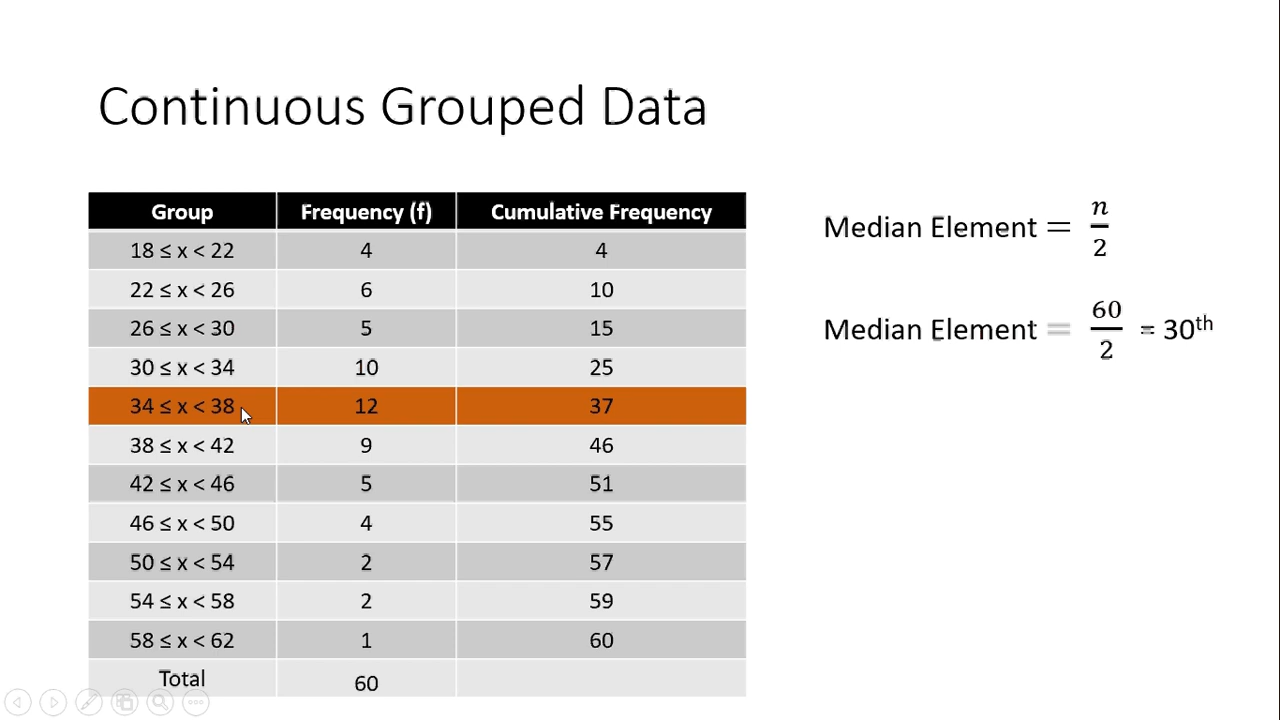 Continuous Grouped Data
Group Frequency (f) Cumulative Frequency
18 ≤ x < 22 4 4
22 ≤ x < 26 6 10
26 ≤ x < 30 5 15
30 ≤ x < 34 10 25
34 ≤ x < 38 12 37
38 ≤ x < 42 9 46
42 ≤ x < 46 5 51
46 ≤ x < 50 4 55
50 ≤ x < 54 2 57
54 ≤ x < 58 2 59
58 ≤ x < 62 1 60
Total 60
Median Element = n/2
Median Element = 60/2 = 30th